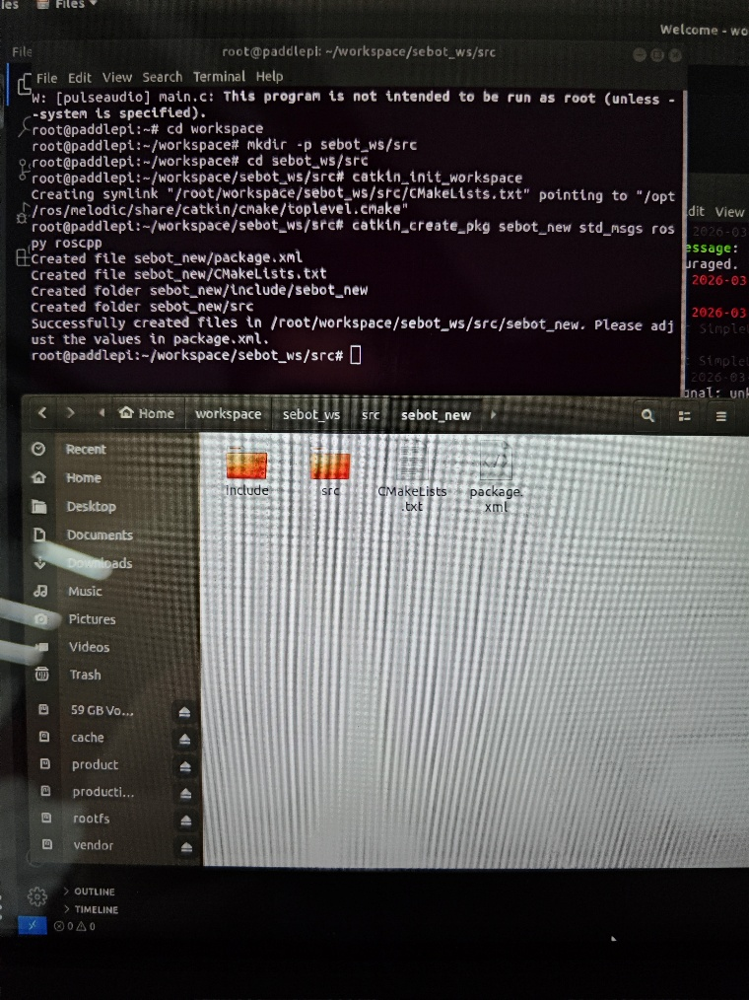 les Files
Welcome - wo
File
root@paddlepi: ~/workspace/sebot_ws/src
File Edit View Search Terminal Help
W: [pulseaudio] main.c: This program is not intended to be run as root (unless -
-system is specified).
root@paddlepi:~# cd workspace
root@paddlepi:~/workspace# mkdir -p sebot_ws/src
root@paddlepi:~/workspace# cd sebot_ws/src
root@paddlepi:~/workspace/sebot_ws/src# catkin_init_workspace
Creating symlink "/root/workspace/sebot_ws/src/CMakeLists.txt" pointing to "/opt
/ros/melodic/share/catkin/cmake/toplevel.cmake"
root@paddlepi:~/workspace/sebot_ws/src# catkin_create_pkg sebot_new std_msgs ros
py roscpp
Created file sebot_new/package.xml
Created file sebot_new/CMakeLists.txt
Created folder sebot_new/include/sebot_new
Created folder sebot_new/src
Successfully created files in /root/workspace/sebot_ws/src/sebot_new. Please adj
ust the values in package.xml.
root@paddlepi:~/workspace/sebot_ws/src#
dit View
2026-03
essage:
uraged.
2026-03
2026-03
: Simple
: Simple
2026-03
gnal: unk
Home workspace sebot_ws src sebot_new
Recent
Home
Desktop
Documents
Downloads
Music
Pictures
Videos
Trash
59 GB Vo...
cache
product
producti...
rootfs
vendor
include
src
CMakeLists
.txt
package.
xml
OUTLINE
TIMELINE
0 0